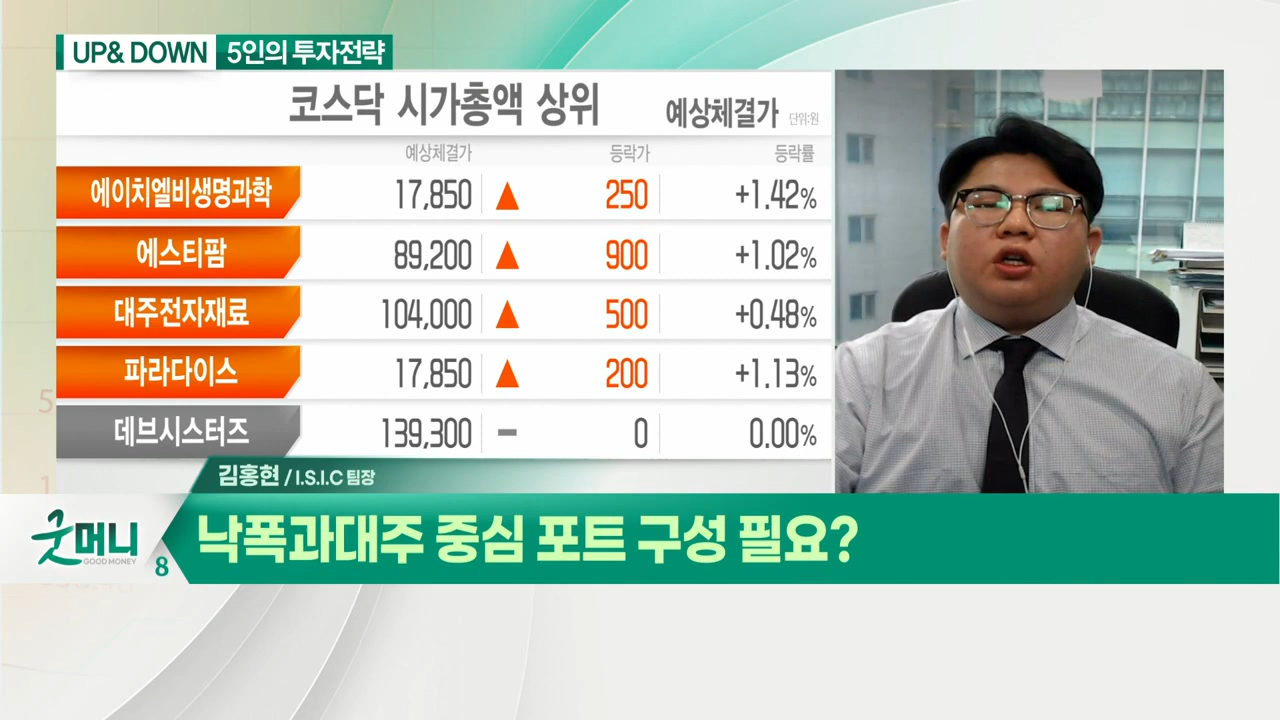 UP& DOWN 5인의 투자전략
코스닥 시가총액 상위 예상체결가 단위:원
예상체결가 등락가 등락률
에이치엘비생명과학 17,850 ▲ 250 +1.42%
에스티팜 89,200 ▲ 900 +1.02%
대주전자재료 104,000 ▲ 500 +0.48%
파라다이스 17,850 ▲ 200 +1.13%
데브시스터즈 139,300 - 0 0.00%
김홍현 / I.S.I.C 팀장
굿머니
GOOD MONEY
8
낙폭과대주 중심 포트 구성 필요?